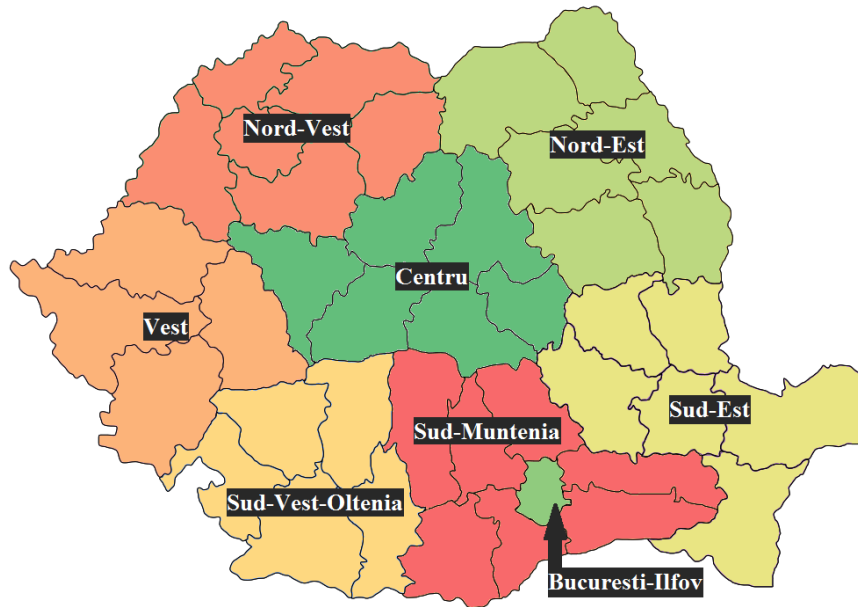 Nord-Vest
Nord-Est
Centru
Vest
Sud-Est
Sud-Muntenia
Sud-Vest-Oltenia
Bucuresti-Ilfov